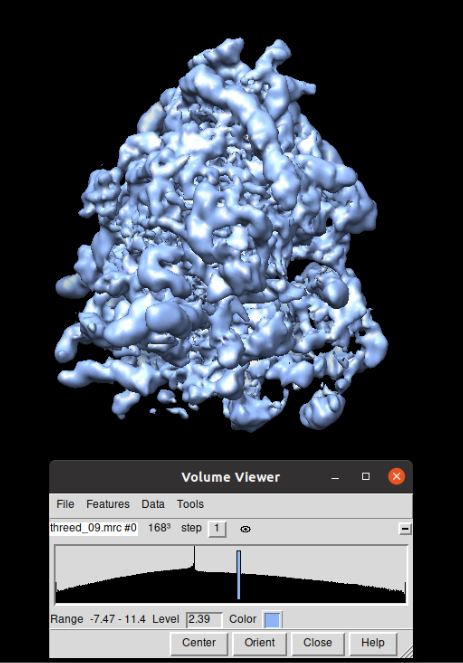 Volume Viewer
File Features Data Tools
threed_09.mrc #0 168³ step 1
Range -7.47 - 11.4 Level 2.39 Color
Center Orient Close Help